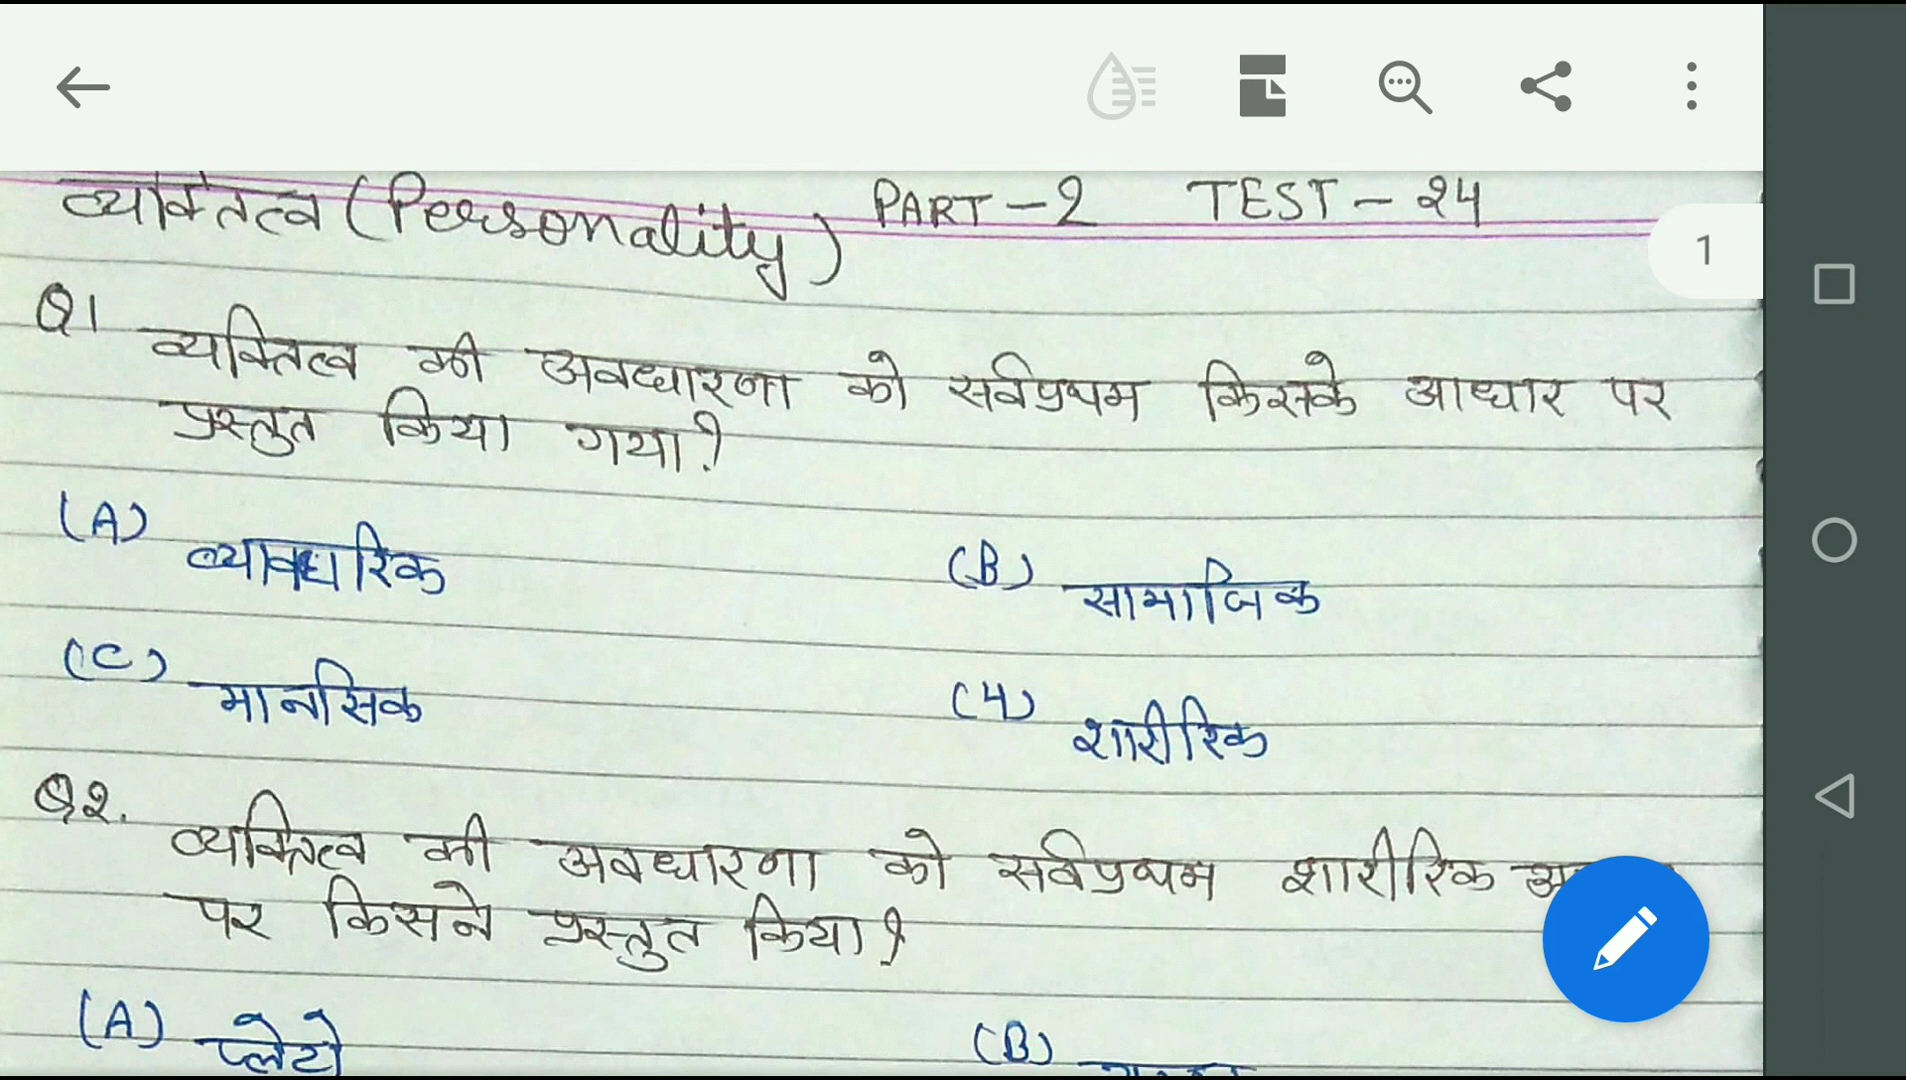 व्यक्तित्व (Personality) PART-2 TEST-24
1
Q1 व्यक्तित्व की अवधारणा को सर्वप्रथम किसके आधार पर
प्रस्तुत किया गया?
(A) व्यावधारिक (B) सामाजिक
(C) मानसिक (4) शारीरिक
Q2. व्यक्तित्व की अवधारणा को सर्वप्रथम शारीरिक
पर किसने प्रस्तुत किया?
(A) प्लेटो (B)